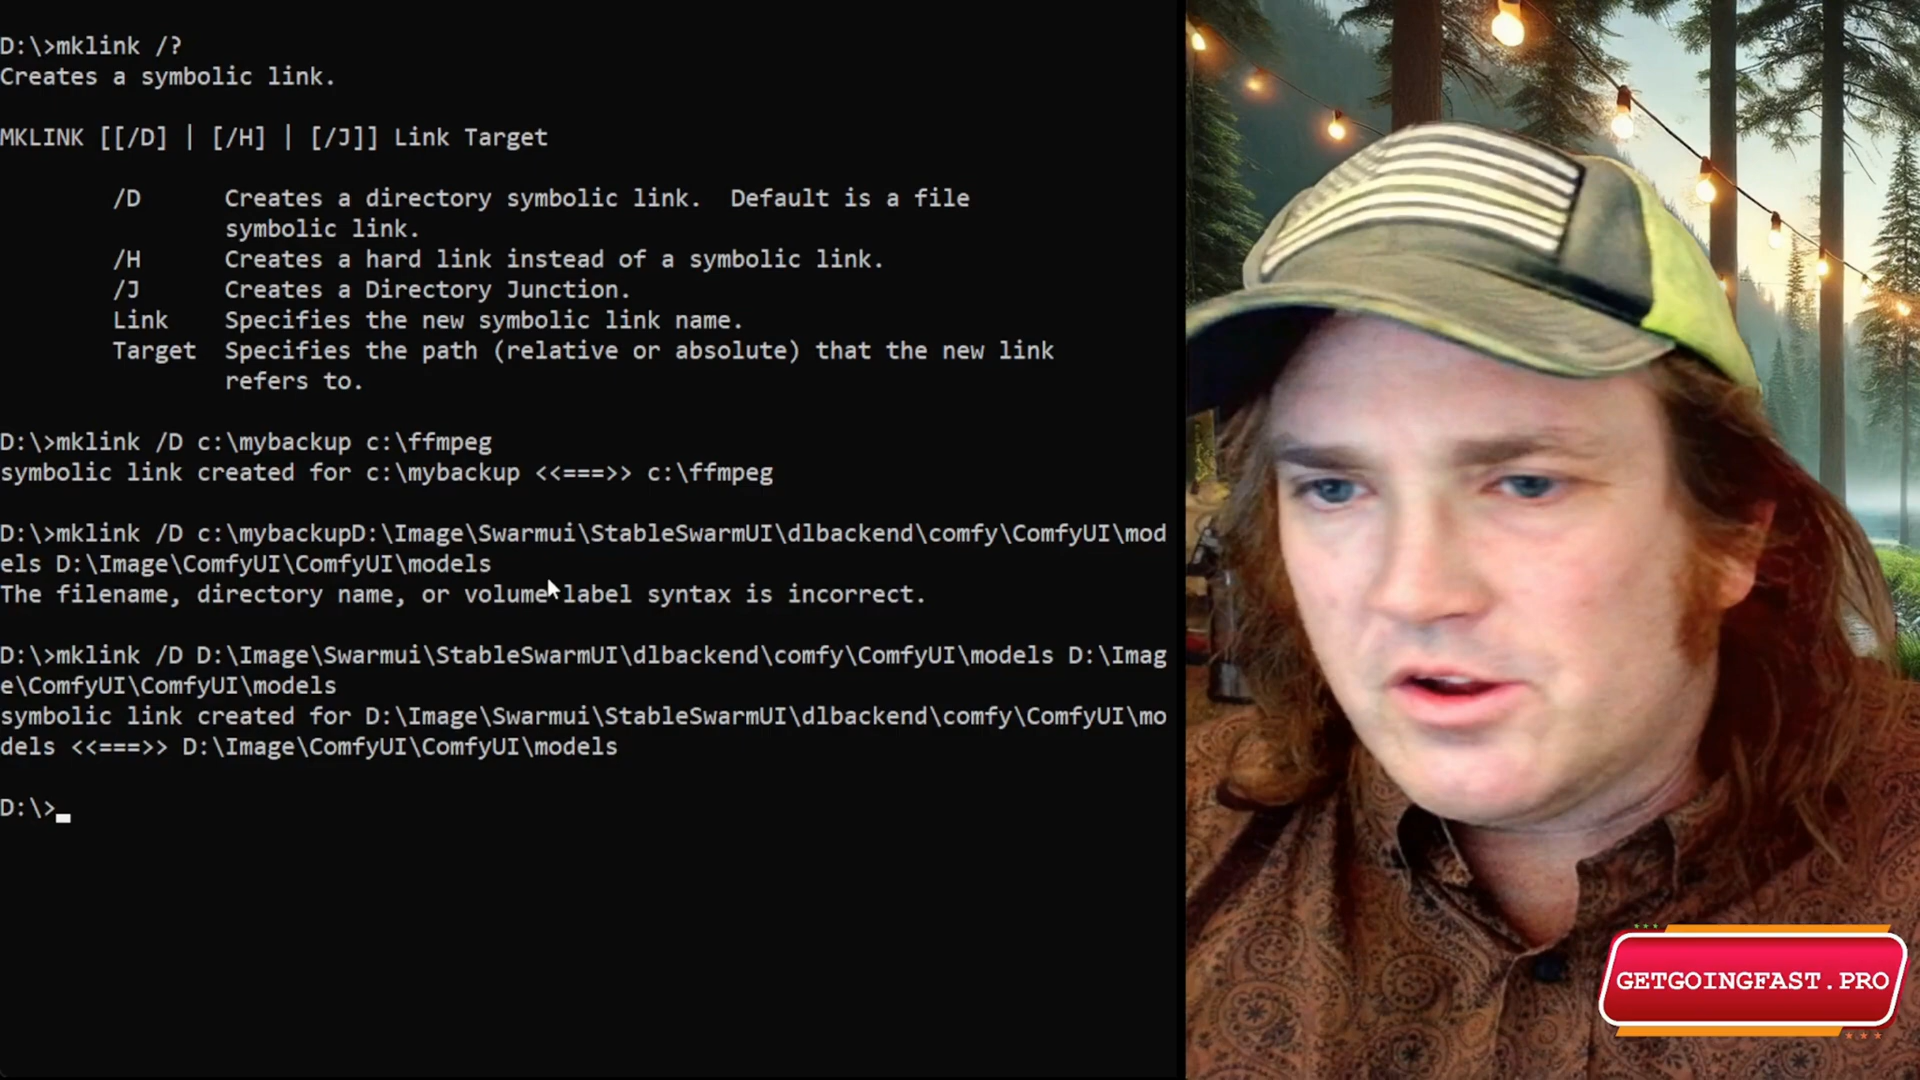 D:\>mklink /?
Creates a symbolic link.
MKLINK [[/D] | [/H] | [/J]] Link Target
/D Creates a directory symbolic link. Default is a file
symbolic link.
/H Creates a hard link instead of a symbolic link.
/J Creates a Directory Junction.
Link Specifies the new symbolic link name.
Target Specifies the path (relative or absolute) that the new link
refers to.
D:\>mklink /D c:\mybackup c:\ffmpeg
symbolic link created for c:\mybackup <<===>> c:\ffmpeg
D:\>mklink /D c:\mybackupD:\Image\Swarmui\StableSwarmUI\dlbackend\comfy\ComfyUI\mod
els D:\Image\ComfyUI\ComfyUI\models
The filename, directory name, or volume label syntax is incorrect.
D:\>mklink /D D:\Image\Swarmui\StableSwarmUI\dlbackend\comfy\ComfyUI\models D:\Imag
e\ComfyUI\ComfyUI\models
symbolic link created for D:\Image\Swarmui\StableSwarmUI\dlbackend\comfy\ComfyUI\mo
dels <<===>> D:\Image\ComfyUI\ComfyUI\models
D:\>
GETGOINGFAST.PRO